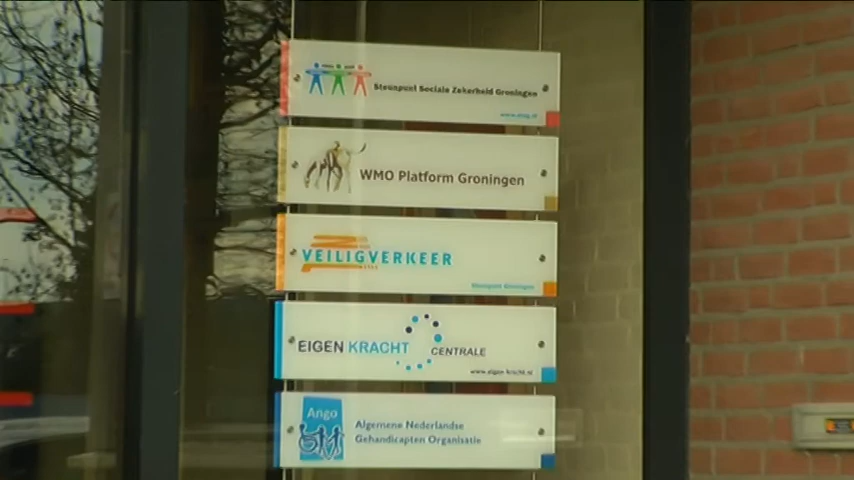 Steunpunt Sociale Zekerheid Groningen
WMO Platform Groningen
VEILIGVERKEER
Steunpunt Groningen
EIGEN KRACHT
CENTRALE
www.eigen-kracht.nl
Ango
Algemene Nederlandse
Gehandicapten Organisatie